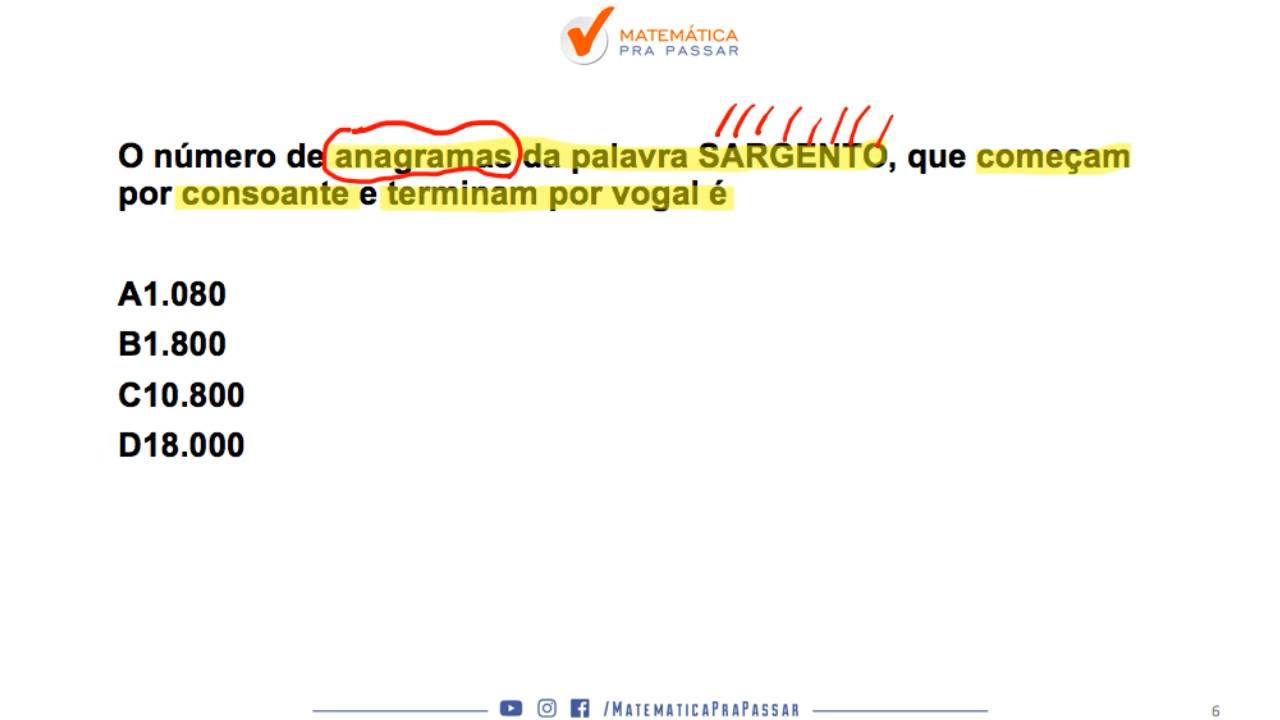 MATEMÁTICA
PRA PASSAR
O número de anagramas da palavra SARGENTO, que começam
por consoante e terminam por vogal é
A1.080
B1.800
C10.800
D18.000
/MATEMATICAPRAPASSAR
6